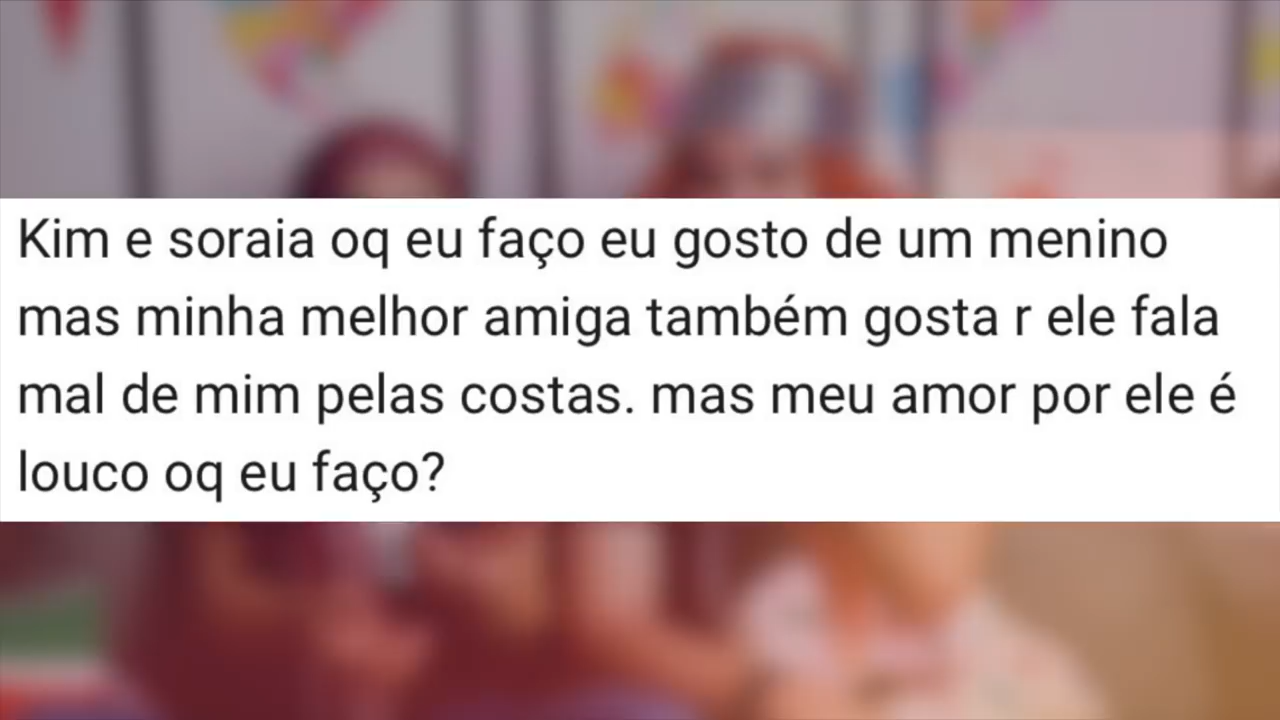 Kim e soraia oq eu faço eu gosto de um menino
mas minha melhor amiga também gosta r ele fala
mal de mim pelas costas. mas meu amor por ele é
louco oq eu faço?